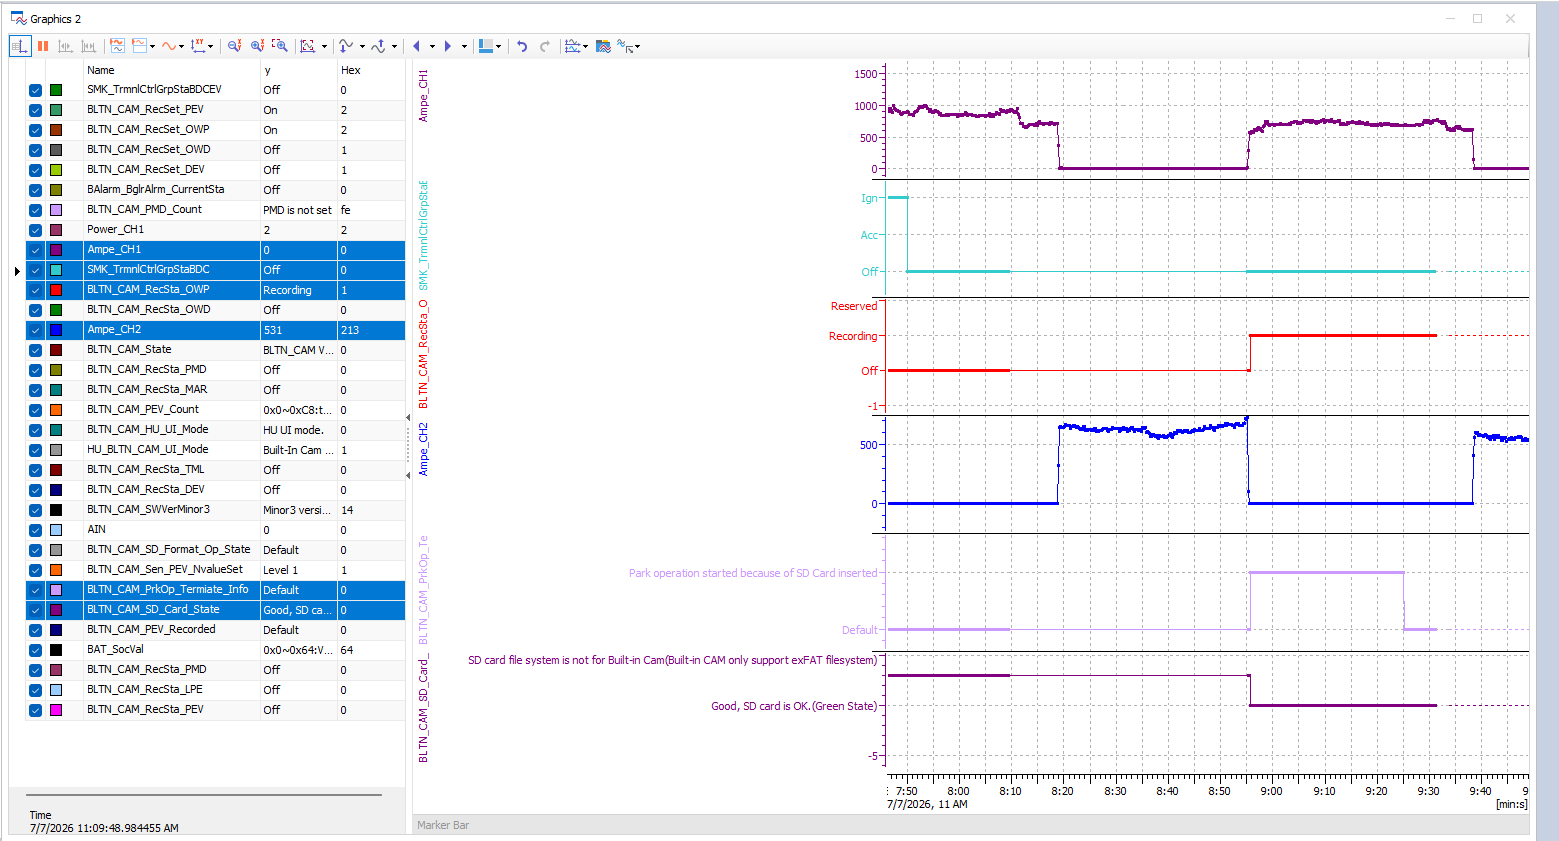 Graphics 2
Name y Hex
SMK_TrmnlCtrlGrpStaBDCEV Off 0
BLTN_CAM_RecSet_PEV On 2
BLTN_CAM_RecSet_OWP On 2
BLTN_CAM_RecSet_OWD Off 1
BLTN_CAM_RecSet_DEV Off 1
BAlarm_BglrAlrm_CurrentSta Off 0
BLTN_CAM_PMD_Count PMD is not set fe
Power_CH1 2 2
Ampe_CH1 0 0
SMK_TrmnlCtrlGrpStaBDC Off 0
BLTN_CAM_RecSta_OWP Recording 1
BLTN_CAM_RecSta_OWD Off 0
Ampe_CH2 531 213
BLTN_CAM_State BLTN_CAM V... 0
BLTN_CAM_RecSta_PMD Off 0
BLTN_CAM_RecSta_MAR Off 0
BLTN_CAM_PEV_Count 0x0~0xC8:t... 0
BLTN_CAM_HU_UI_Mode HU UI mode. 0
HU_BLTN_CAM_UI_Mode Built-In Cam ... 1
BLTN_CAM_RecSta_TML Off 0
BLTN_CAM_RecSta_DEV Off 0
BLTN_CAM_SWVerMinor3 Minor3 versi... 14
AIN 0 0
BLTN_CAM_SD_Format_Op_State Default 0
BLTN_CAM_Sen_PEV_NvalueSet Level 1 1
BLTN_CAM_PrkOp_Termiate_Info Default 0
BLTN_CAM_SD_Card_State Good, SD ca... 0
BLTN_CAM_PEV_Recorded Default 0
BAT_SocVal 0x0~0x64:V... 64
BLTN_CAM_RecSta_PMD Off 0
BLTN_CAM_RecSta_LPE Off 0
BLTN_CAM_RecSta_PEV Off 0
Time
7/7/2026 11:09:48.984455 AM
Ampe_CH1
1500
1000
500
0
SMK_TrmnlCtrlGrpStaB
Ign
Acc
Off
BLTN_CAM_RecSta_O
Reserved
Recording
Off
-1
Ampe_CH2
500
0
BLTN_CAM_PrkOp_Te
Park operation started because of SD Card inserted
Default
BLTN_CAM_SD_Card_
SD card file system is not for Built-in Cam(Built-in CAM only support exFAT filesystem)
Good, SD card is OK.(Green State)
-5
7:50 8:00 8:10 8:20 8:30 8:40 8:50 9:00 9:10 9:20 9:30 9:40 9
7/7/2026, 11 AM [min:s]
Marker Bar